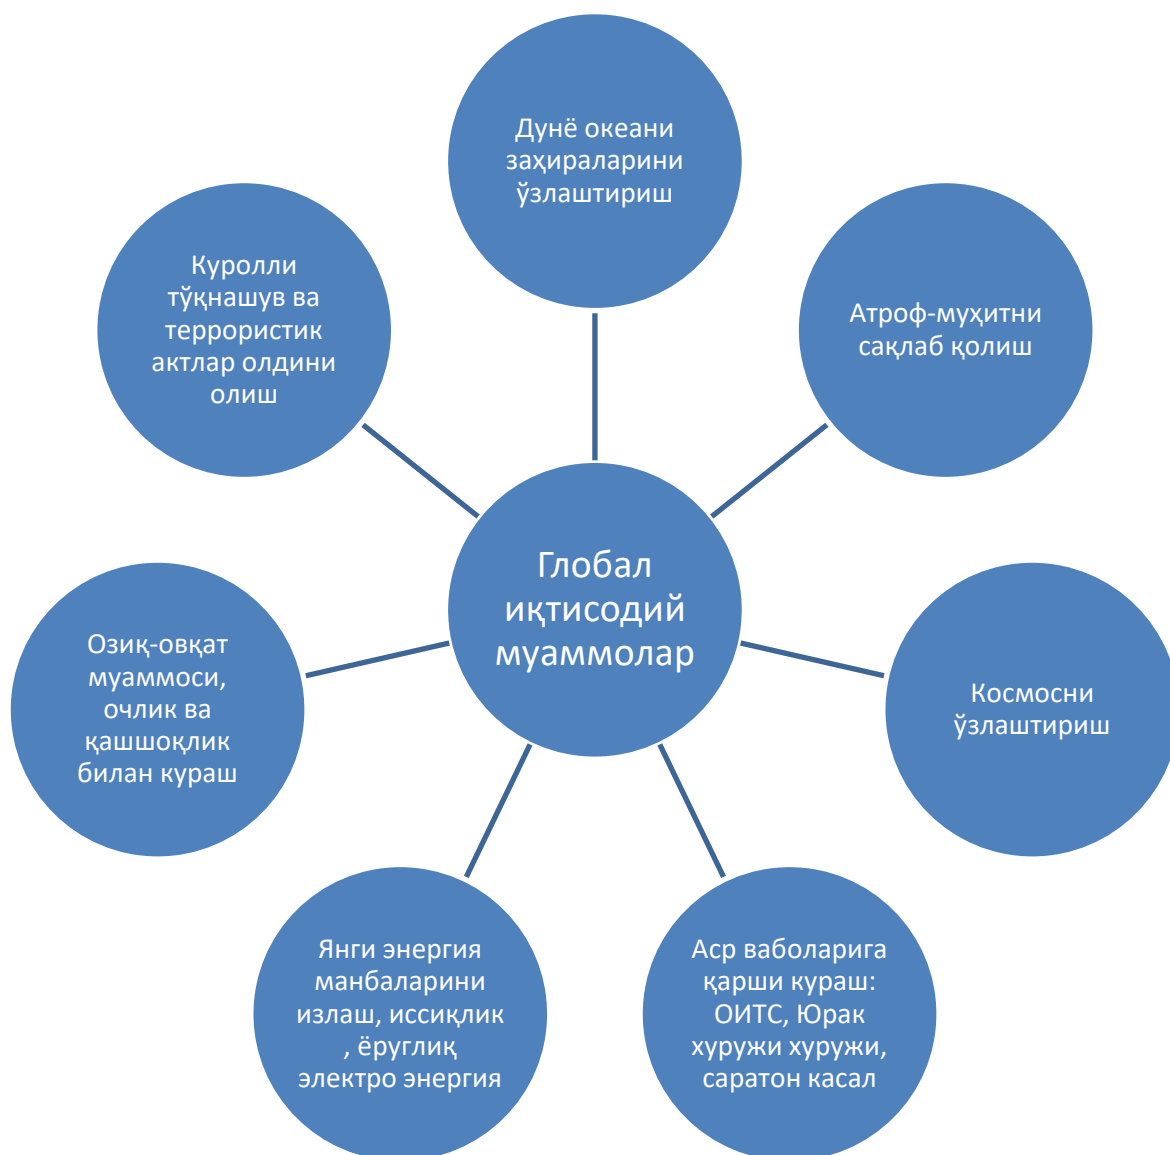 Дунё океани
заҳираларини
ўзлаштириш
Атроф-муҳитни
сақлаб қолиш
Космосни
ўзлаштириш
Аср ваболарига
қарши кураш:
ОИТС, Юрак
хуружи хуружи,
саратон касал
Янги энергия
манбаларини
излаш, иссиқлик
, ёруглиқ
электро энергия
Озиқ-овқат
муаммоси,
очлик ва
қашшоқлик
билан кураш
Куролли
тўқнашув ва
террористик
актлар олдини
олиш
Глобал
иқтисодий
муаммолар